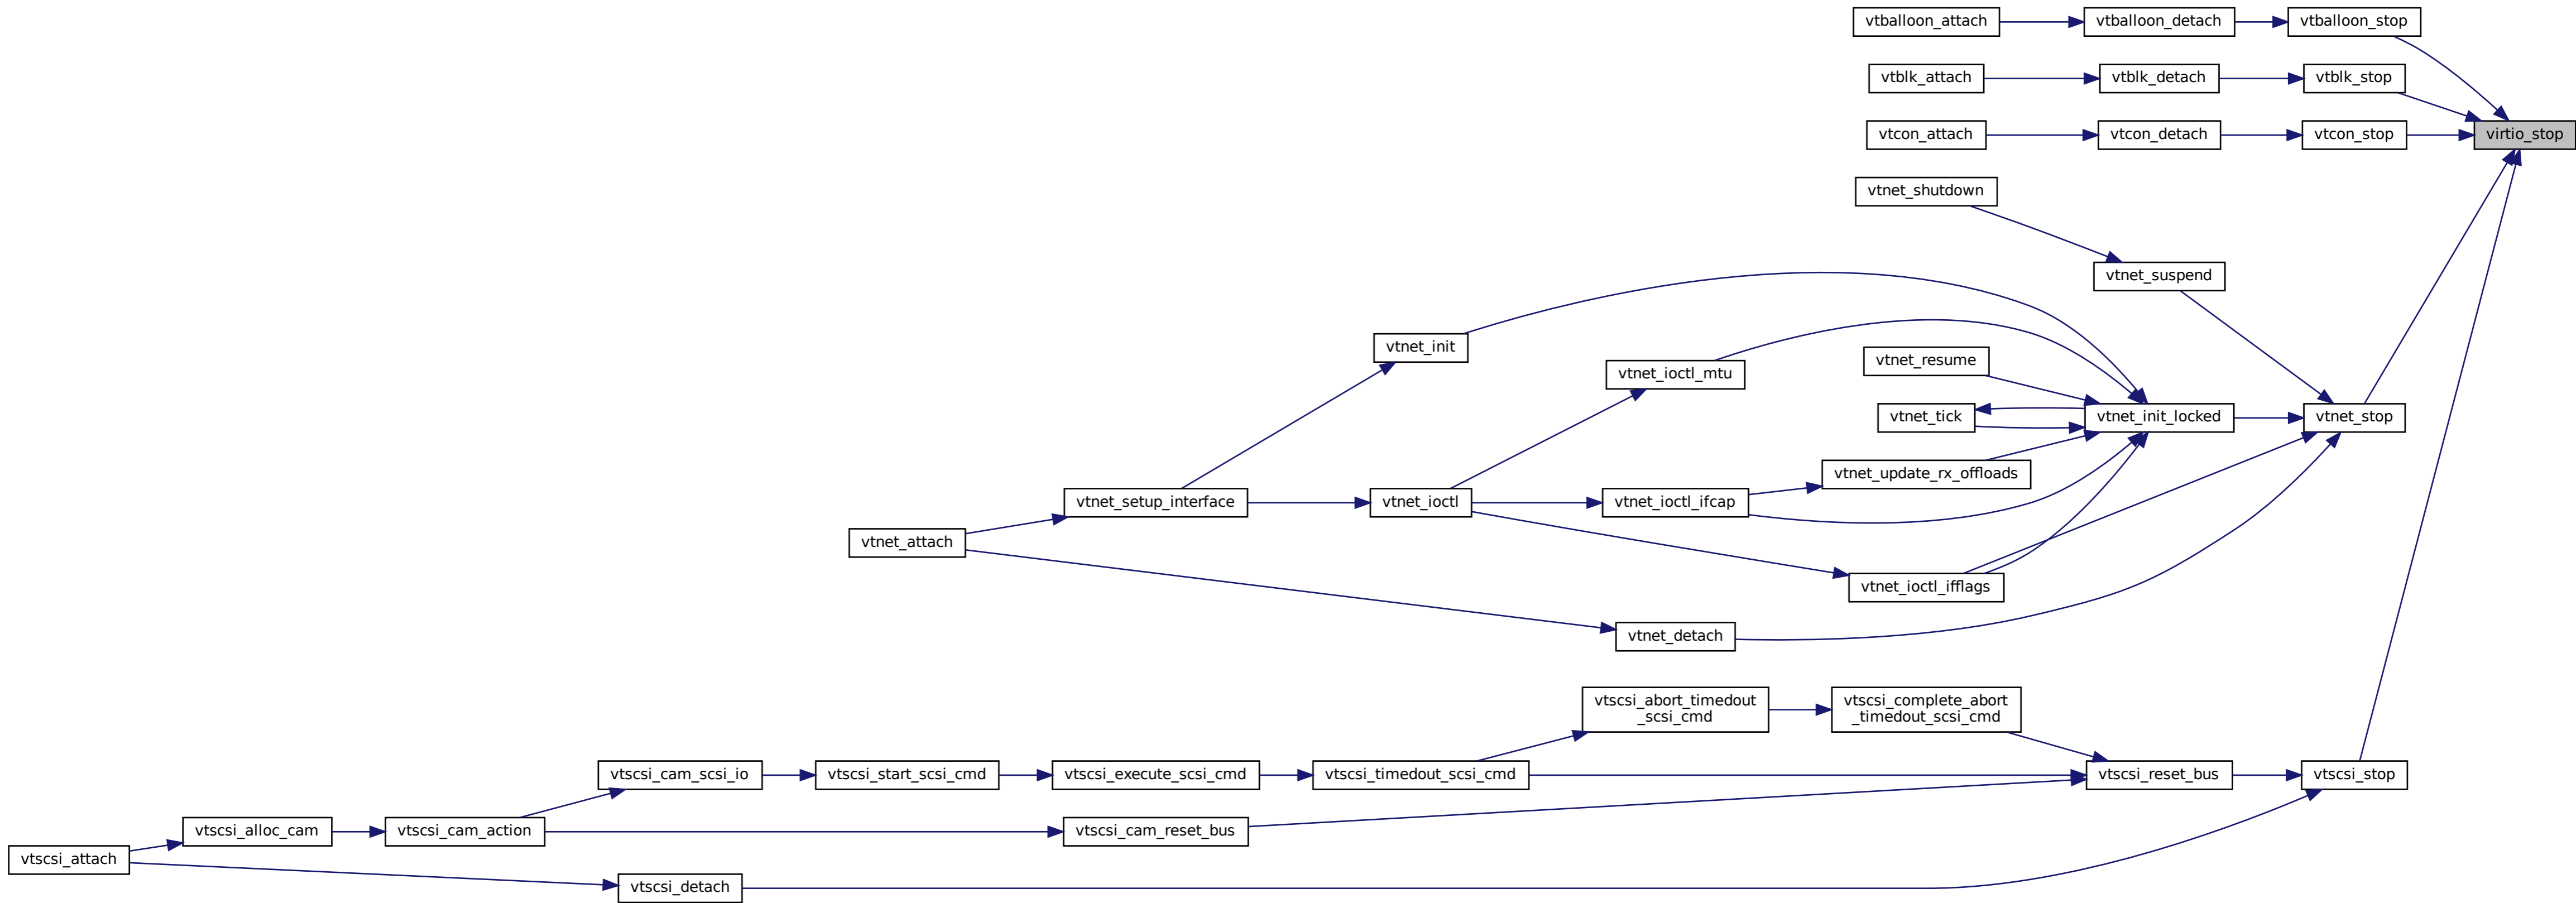 vtballoon_attach
vtballoon_detach
vtballoon_stop
vtblk_attach
vtblk_detach
vtblk_stop
vtcon_attach
vtcon_detach
vtcon_stop
virtio_stop
vtnet_shutdown
vtnet_suspend
vtnet_init
vtnet_resume
vtnet_ioctl_mtu
vtnet_tick
vtnet_init_locked
vtnet_stop
vtnet_update_rx_offloads
vtnet_setup_interface
vtnet_ioctl
vtnet_ioctl_ifcap
vtnet_attach
vtnet_ioctl_ifflags
vtnet_detach
vtscsi_abort_timedout
_scsi_cmd
vtscsi_complete_abort
_timedout_scsi_cmd
vtscsi_cam_scsi_io
vtscsi_start_scsi_cmd
vtscsi_execute_scsi_cmd
vtscsi_timedout_scsi_cmd
vtscsi_reset_bus
vtscsi_stop
vtscsi_alloc_cam
vtscsi_cam_action
vtscsi_cam_reset_bus
vtscsi_attach
vtscsi_detach